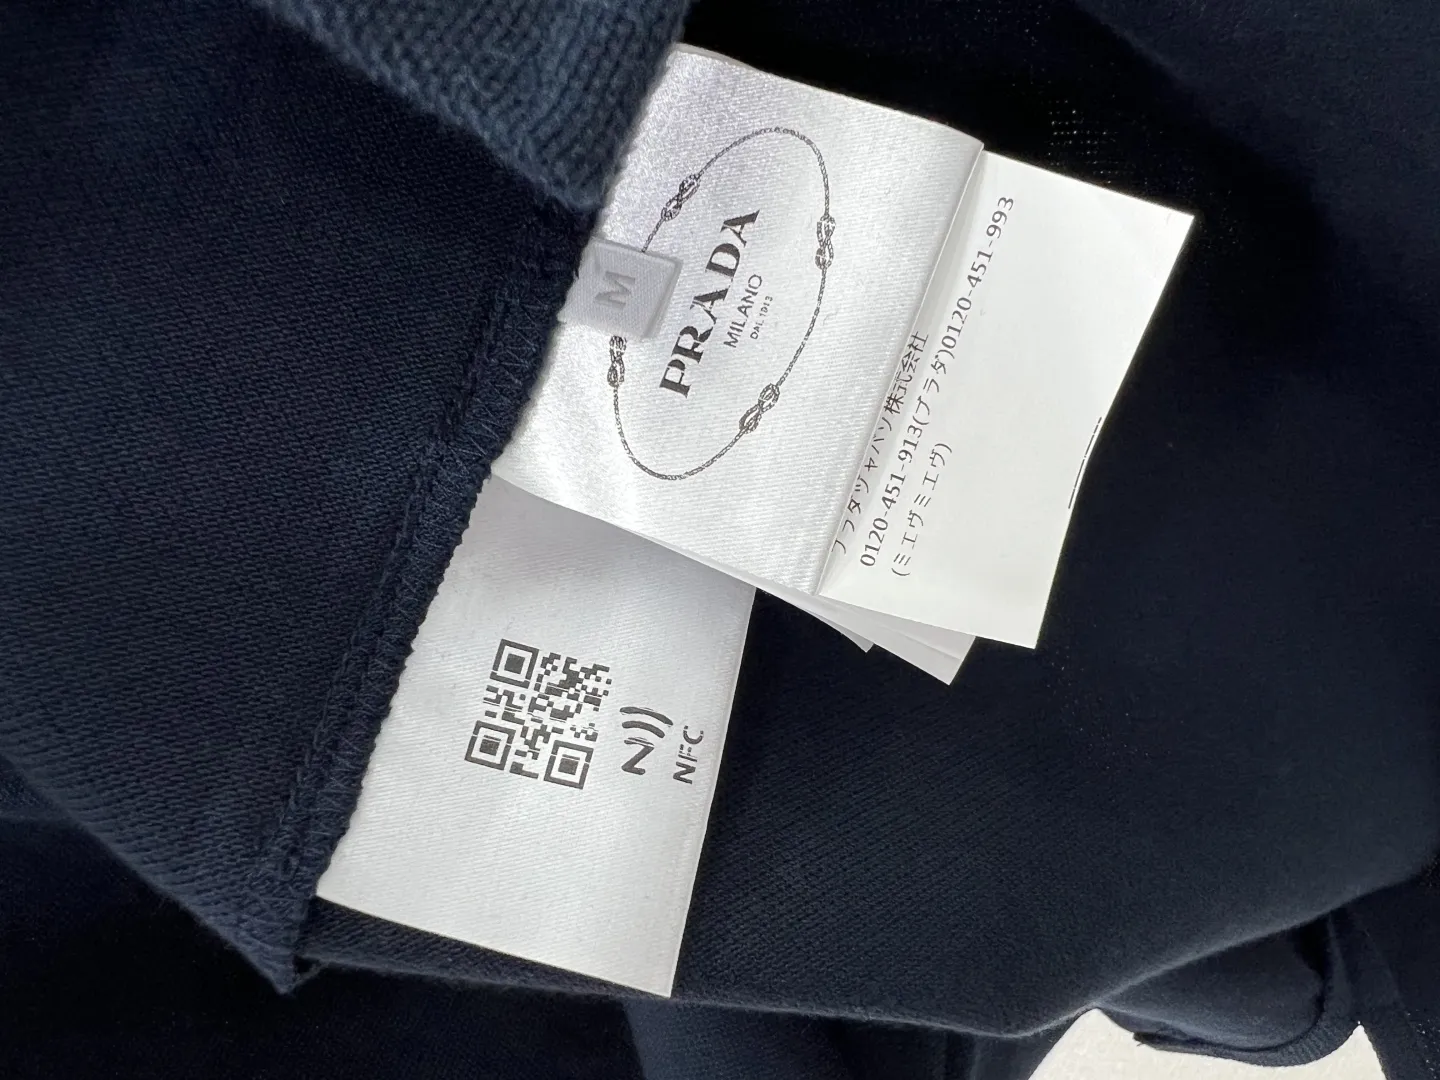 M
PRADA
MILANO
DAL 1913
プラダジャパン株式会社
0120-451-913(プラダ)0120-451-993
(ミュウミュウ)
N
NFC